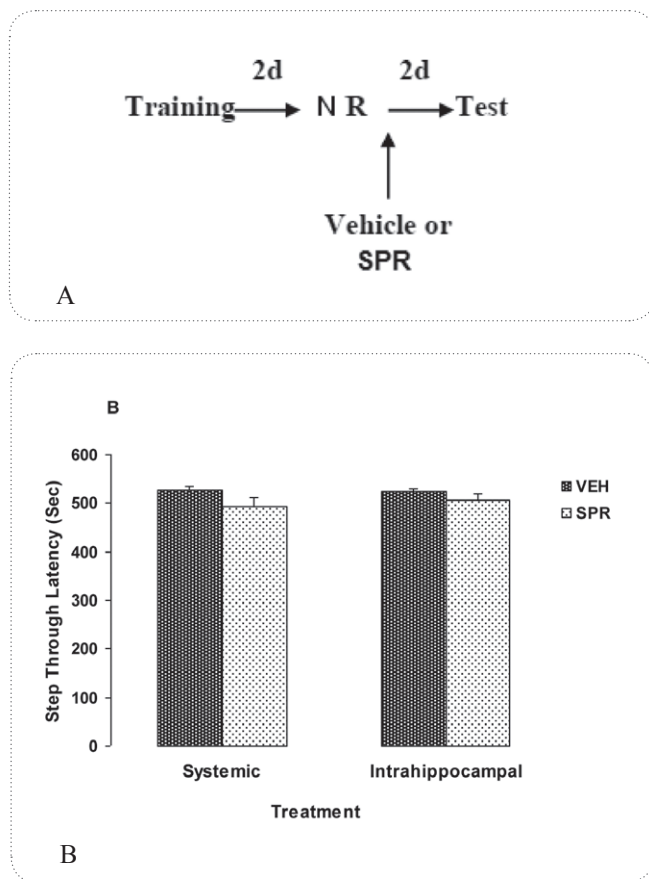 2d 2d
Training N R Test
Vehicle or
SPR
A
B
600
500
400
300
200
100
0
Step Through Latency (Sec)
VEH
SPR
Systemic Intrahippocampal
Treatment
B